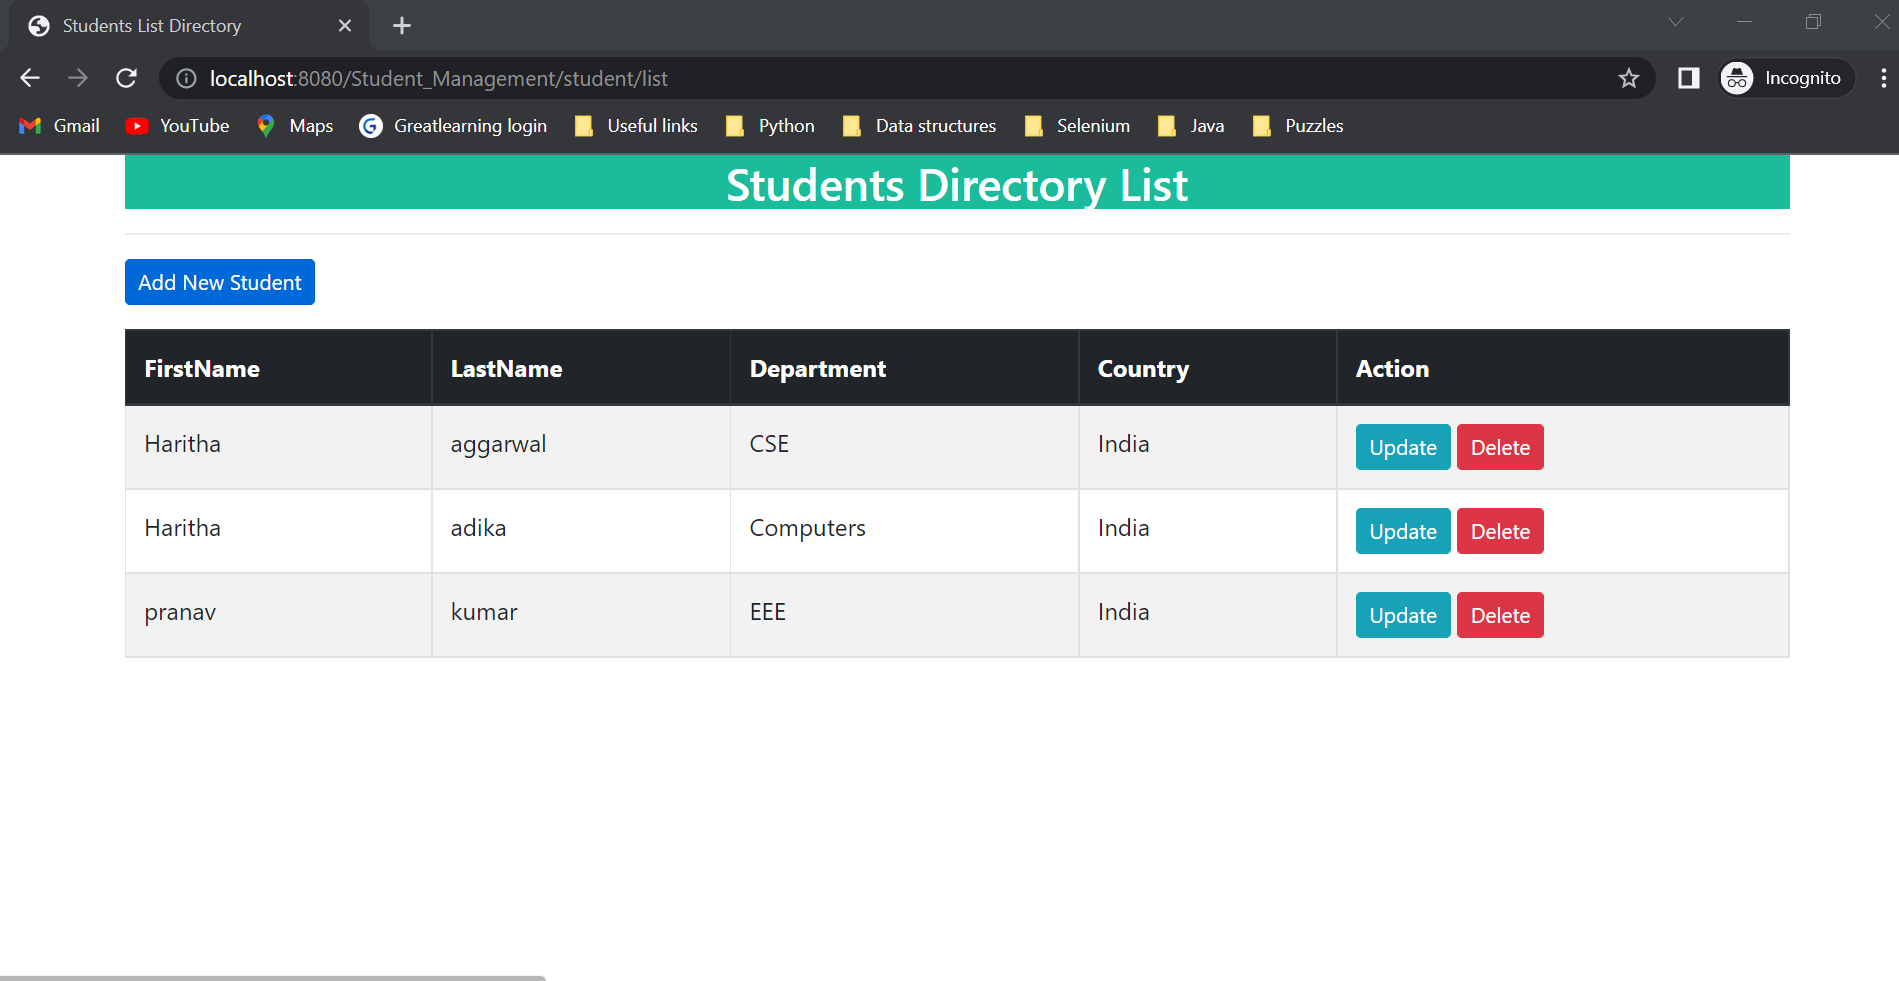 Students List Directory
localhost:8080/Student_Management/student/list
Incognito
Gmail YouTube Maps Greatlearning login Useful links Python Data structures Selenium Java Puzzles
Students Directory List
Add New Student
FirstName LastName Department Country Action
Haritha aggarwal CSE India Update Delete
Haritha adika Computers India Update Delete
pranav kumar EEE India Update Delete